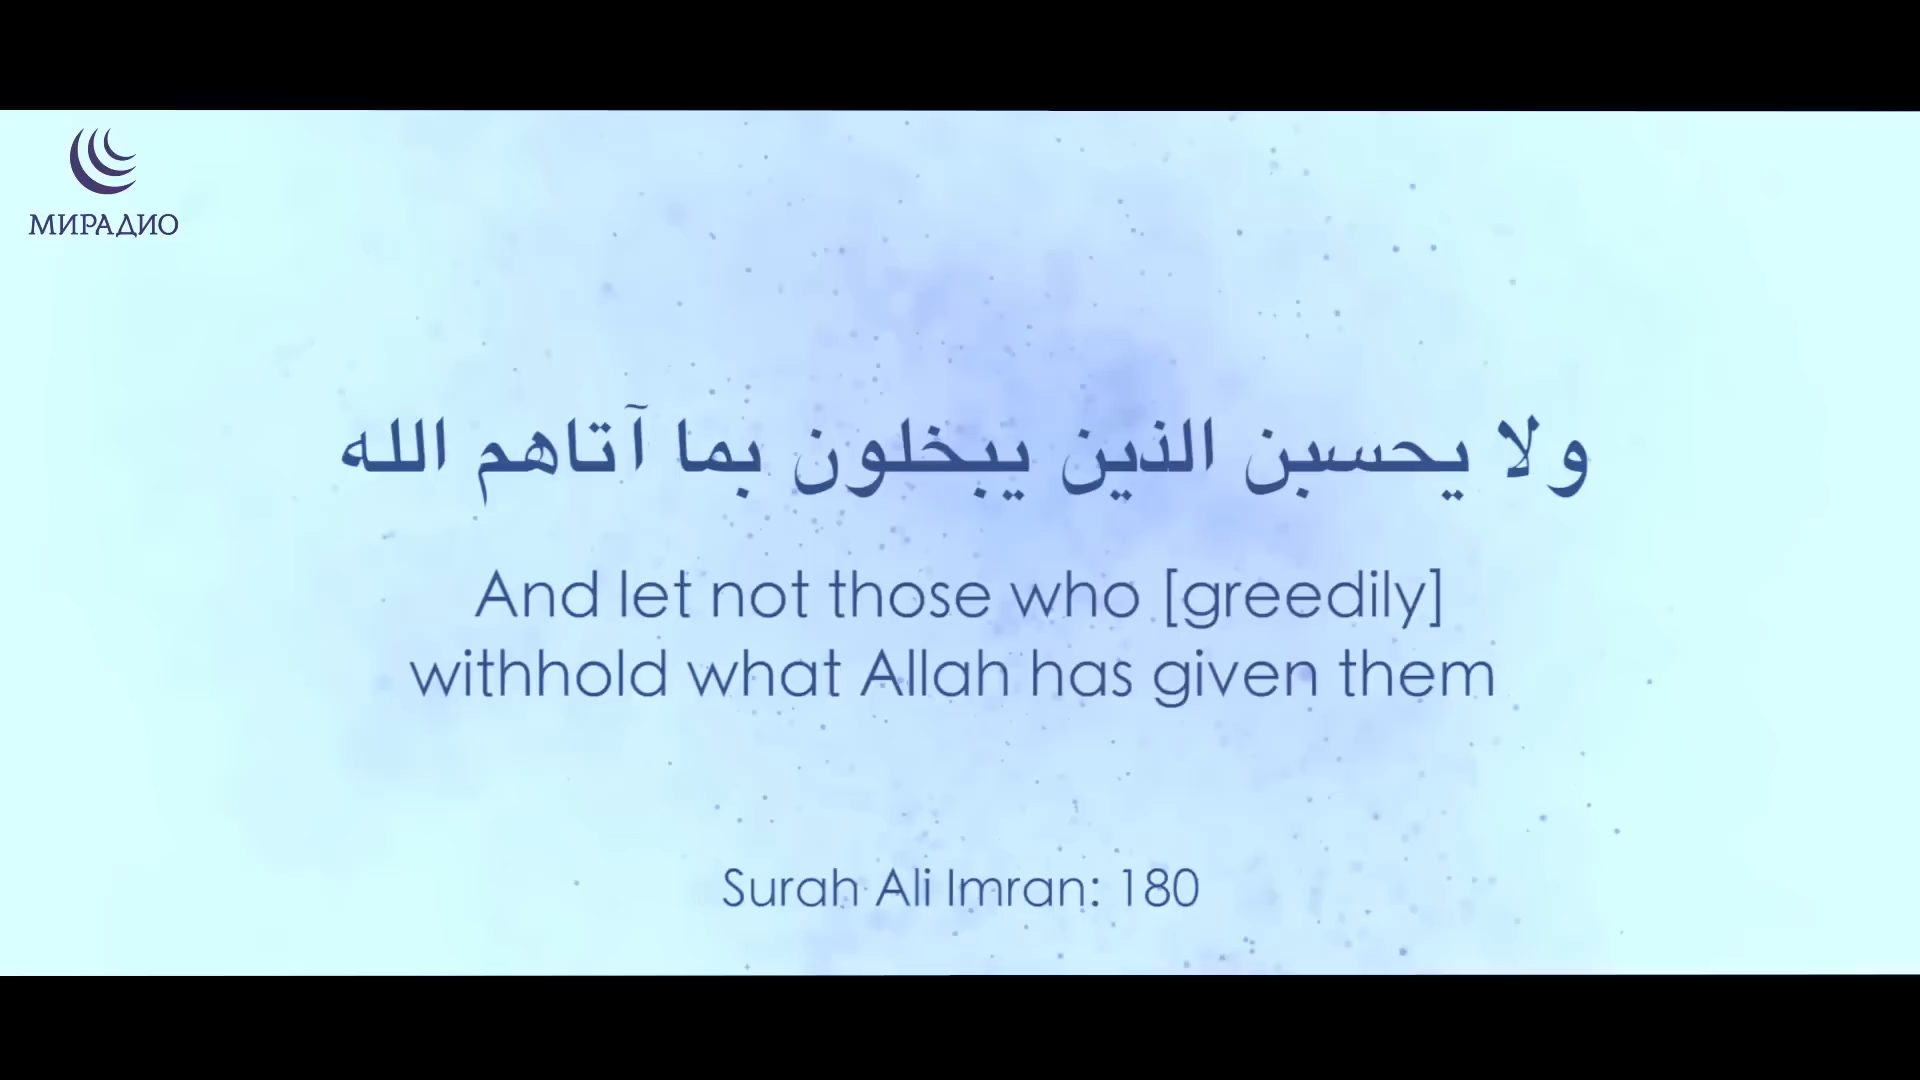 МИРАДИО
ولا يحسبن الذين يبخلون بما آتاهم الله
And let not those who [greedily]
withhold what Allah has given them
Surah Ali Imran: 180